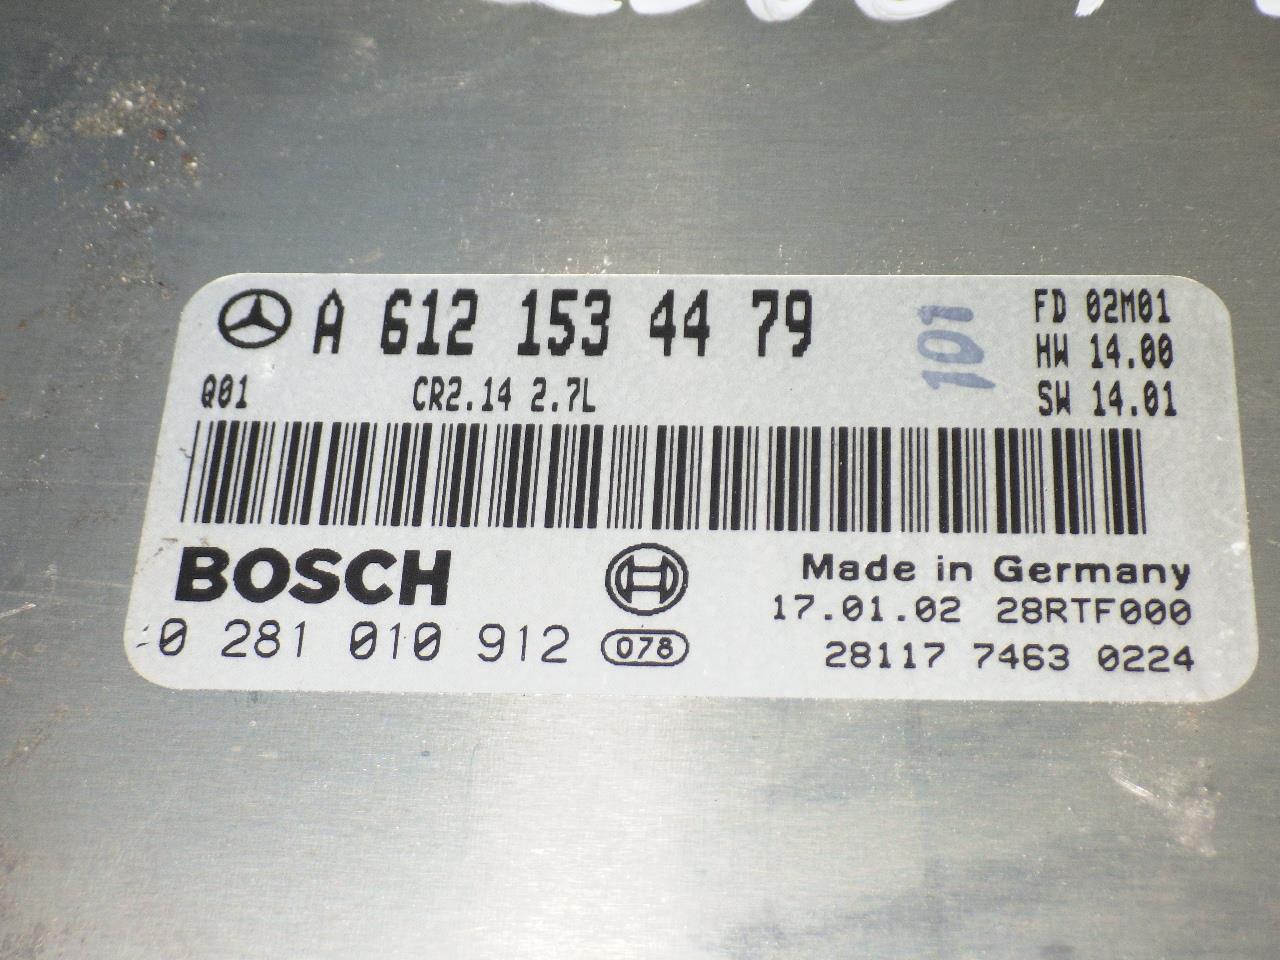 A 612 153 44 79
101
FD 02M01
HW 14.00
Q01 CR2.14 2.7L
SW 14.01
BOSCH
Made in Germany
17.01.02 28RTF000
0 281 010 912 078
28117 7463 0224